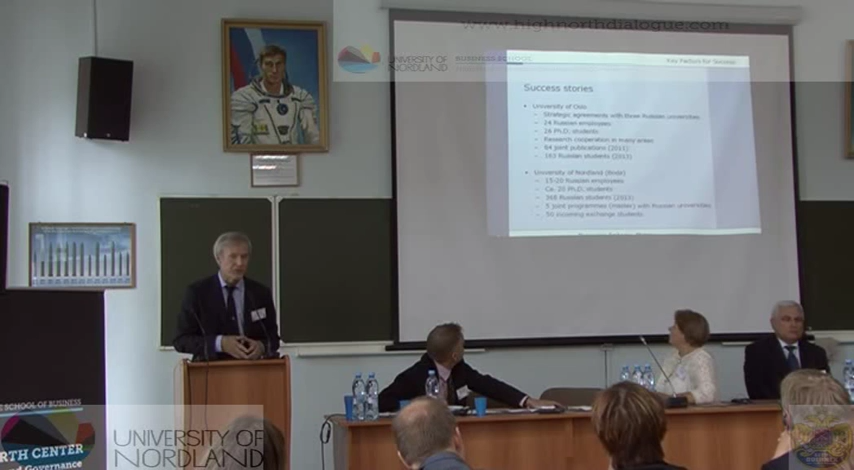 www.highnorthdialogue.com
UNIVERSITY OF
NORDLAND
BUSINESS SCHOOL
Key Factors for Success
Success stories
• University of Oslo
– Strategic agreements with three Russian universities
– 24 Russian employees
– 26 Ph.D. students
– Research cooperation in many areas
– 64 joint publications (2011)
– 163 Russian students (2013)
• University of Nordland (Bodø)
– 15-20 Russian employees
– Ca. 20 Ph.D. students
– 368 Russian students (2013)
– 5 joint programmes (master) with Russian universities
– 50 incoming exchange students
SCHOOL OF BUSINESS
RTH CENTER
nd Governance
UNIVERSITY OF
NORDLAND